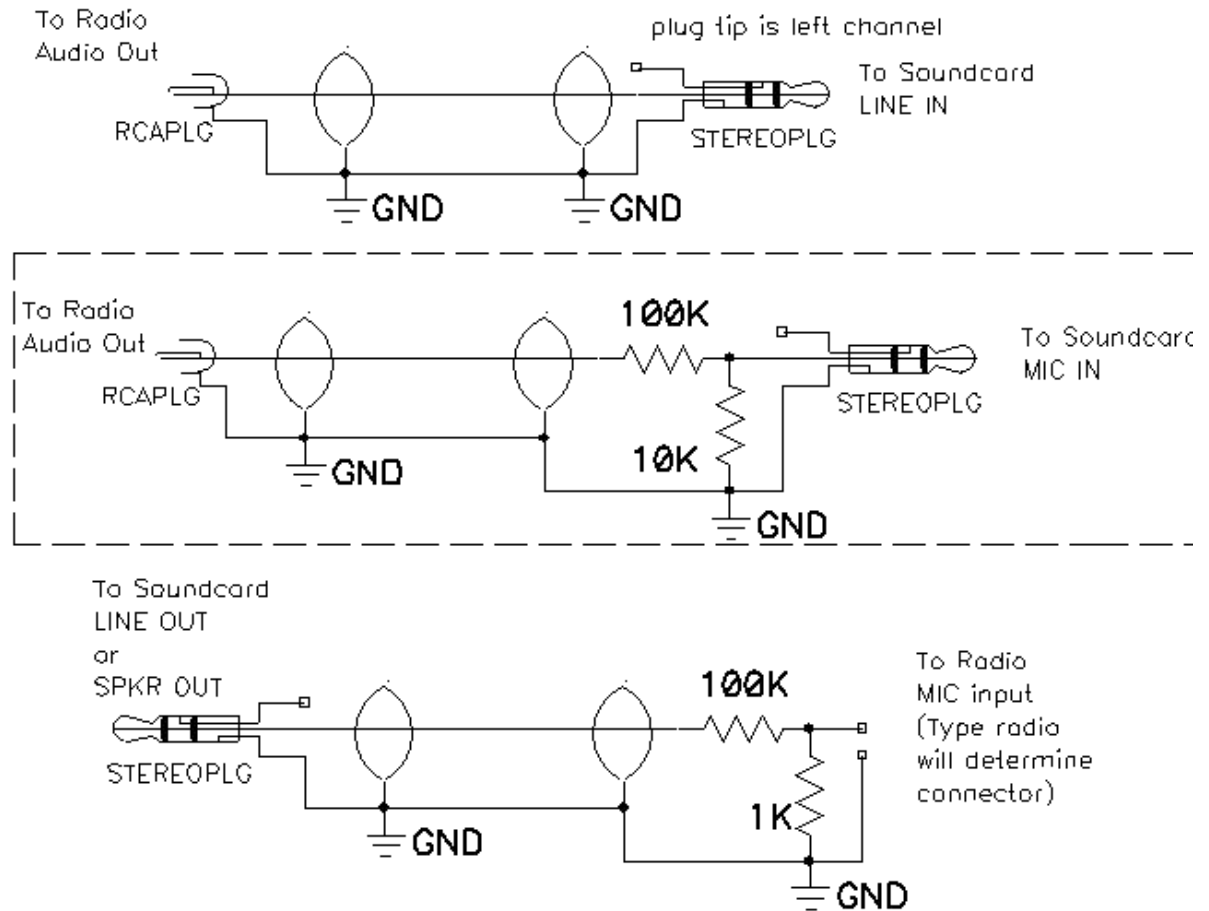 To Radio
Audio Out
plug tip is left channel
To Soundcard
LINE IN
RCAPLG
STEREOPLG
GND
GND
To Radio
Audio Out
100K
To Soundcard
MIC IN
RCAPLG
STEREOPLG
10K
GND
GND
To Soundcard
LINE OUT
or
SPKR OUT
100K
To Radio
MIC input
(Type radio
will determine
connector)
STEREOPLG
1K
GND
GND